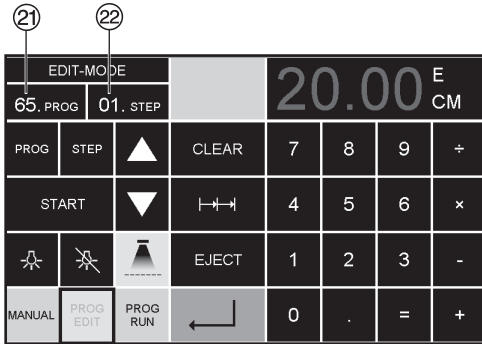 21 22
EDIT-MODE
65. PROG 01. STEP
20.00 E CM
PROG STEP CLEAR 7 8 9 ÷
START 4 5 6 ×
EJECT 1 2 3 -
MANUAL PROG EDIT PROG RUN 0 . = +